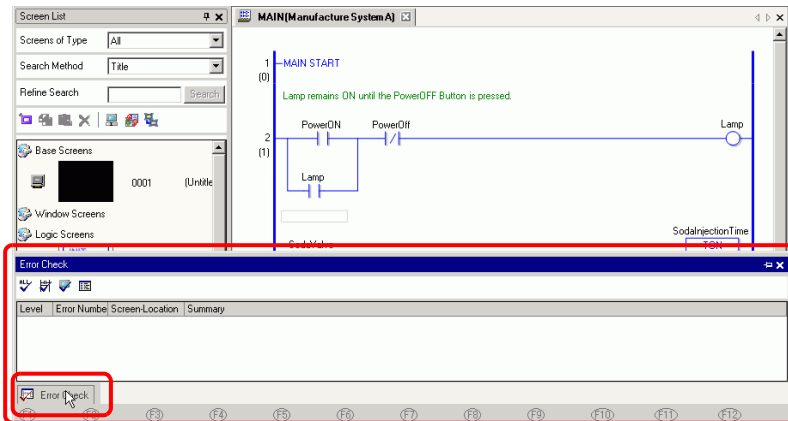 Screen List
Screens of Type All
Search Method Title
Refine Search Search
Base Screens
0001 (Untitle
Window Screens
Logic Screens
MAIN(Manufacture System A)
1 MAIN START
(0)
Lamp remains ON until the PowerOFF Button is pressed.
PowerON PowerOff Lamp
2
(1)
Lamp
SodaInjectionTime
SodaValve TON
Error Check
Level Error Numbe Screen-Location Summary
Error Check
(F1) (F2) (F3) (F4) (F5) (F6) (F7) (F8) (F9) (F10) (F11) (F12)